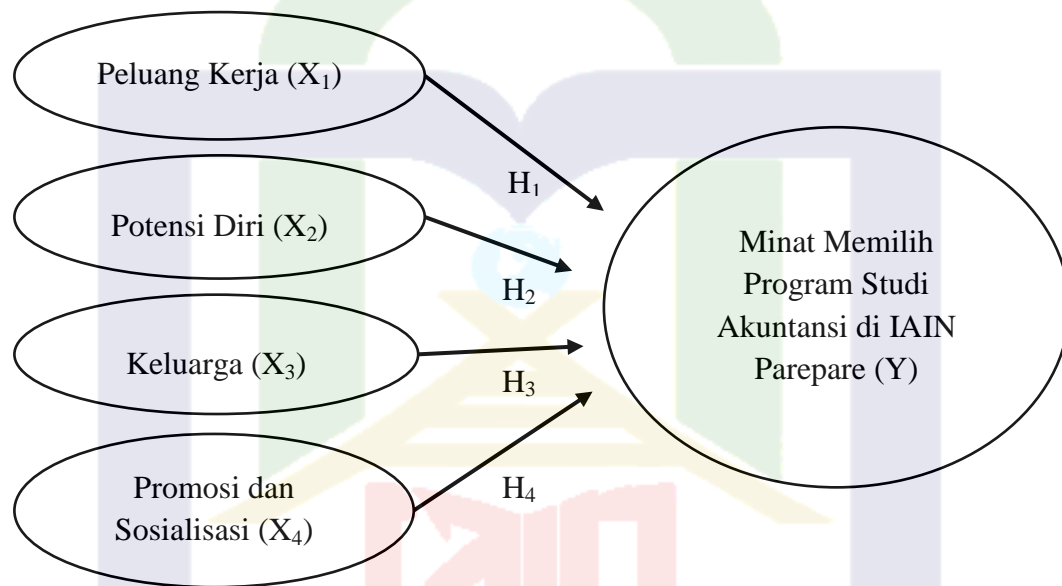 Peluang Kerja (X₁)
H₁
Potensi Diri (X₂)
H₂
Keluarga (X₃)
H₃
Promosi dan
Sosialisasi (X₄)
H₄
Minat Memilih
Program Studi
Akuntansi di IAIN
Parepare (Y)